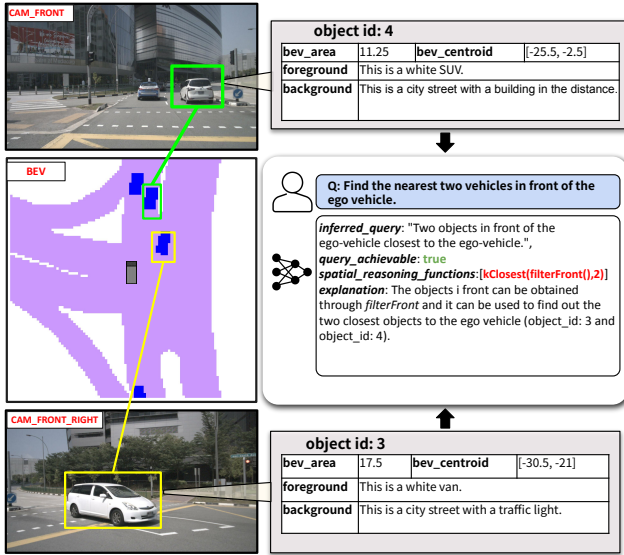 CAM_FRONT
object id: 4
bev_area 11.25 bev_centroid [-25.5, -2.5]
foreground This is a white SUV.
background This is a city street with a building in the distance.
BEV
Q: Find the nearest two vehicles in front of the
ego vehicle.
inferred_query: "Two objects in front of the
ego-vehicle closest to the ego-vehicle.",
query_achievable: true
spatial_reasoning_functions:[kClosest(filterFront(),2)]
explanation: The objects i front can be obtained
through filterFront and it can be used to find out the
two closest objects to the ego vehicle (object_id: 3 and
object_id: 4).
CAM_FRONT_RIGHT
object id: 3
bev_area 17.5 bev_centroid [-30.5, -21]
foreground This is a white van.
background This is a city street with a traffic light.